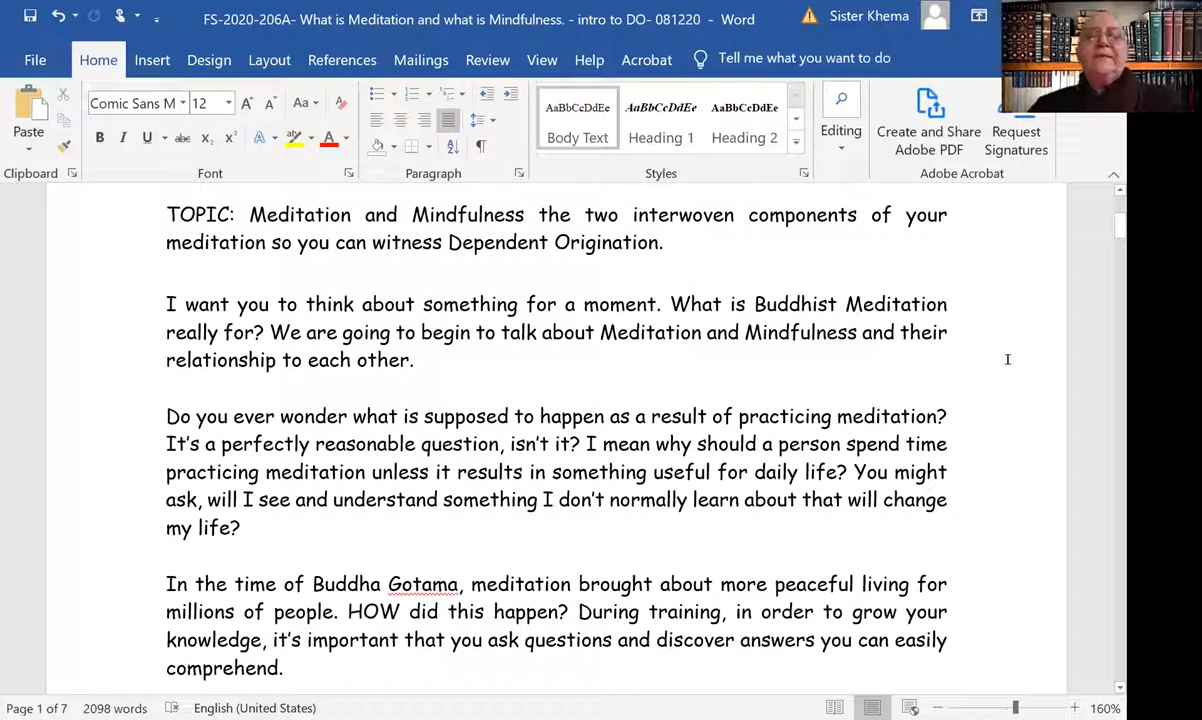 FS-2020-206A- What is Meditation and what is Mindfulness. - intro to DO- 081220 - Word
Sister Khema
File Home Insert Design Layout References Mailings Review View Help Acrobat Tell me what you want to do
Comic Sans M 12 Aa
AaBbCcDdEe AaBbCcDdEe AaBbCcDdEe
Paste
Body Text Heading 1 Heading 2
Editing
Create and Share Adobe PDF
Request Signatures
Clipboard Font Paragraph Styles Adobe Acrobat
TOPIC: Meditation and Mindfulness the two interwoven components of your
meditation so you can witness Dependent Origination.
I want you to think about something for a moment. What is Buddhist Meditation
really for? We are going to begin to talk about Meditation and Mindfulness and their
relationship to each other.
Do you ever wonder what is supposed to happen as a result of practicing meditation?
It's a perfectly reasonable question, isn't it? I mean why should a person spend time
practicing meditation unless it results in something useful for daily life? You might
ask, will I see and understand something I don't normally learn about that will change
my life?
In the time of Buddha Gotama, meditation brought about more peaceful living for
millions of people. HOW did this happen? During training, in order to grow your
knowledge, it's important that you ask questions and discover answers you can easily
comprehend.
Page 1 of 7 2098 words English (United States) 160%